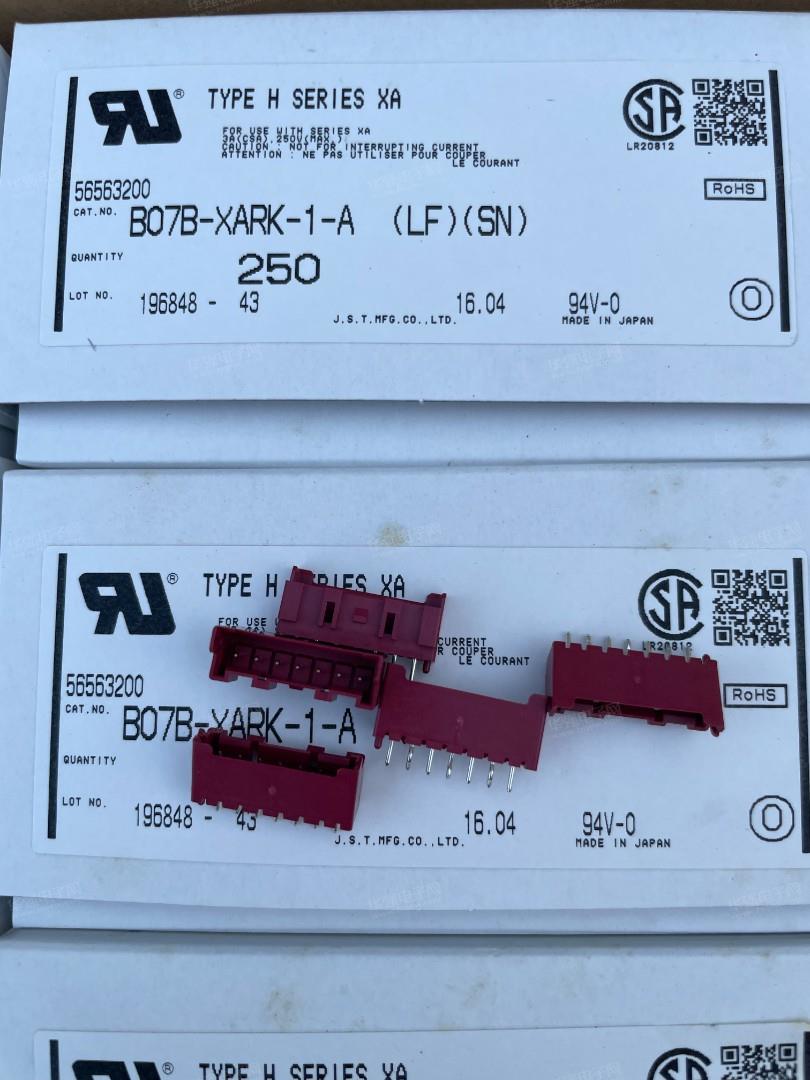 TYPE H SERIES XA
FOR USE WITH SERIES XA
3A(CSA),250V(MAX.)
CAUTION : NOT FOR INTERRUPTING CURRENT
ATTENTION : NE PAS UTILISER POUR COUPER
LE COURANT
LR20812
RoHS
56563200
CAT.NO. B07B-XARK-1-A (LF)(SN)
QUANTITY 250
LOT NO. 196848 - 43 16.04 94V-0
J.S.T.MFG.CO.,LTD. MADE IN JAPAN
O
TYPE H SERIES XA
FOR USE
CURRENT
R COUPER
LE COURANT
LR20812
RoHS
56563200
CAT.NO. B07B-XARK-1-A
QUANTITY
LOT NO. 196848 - 43 16.04 94V-0
J.S.T.MFG.CO.,LTD. MADE IN JAPAN
O
TYPE H SERIES XA